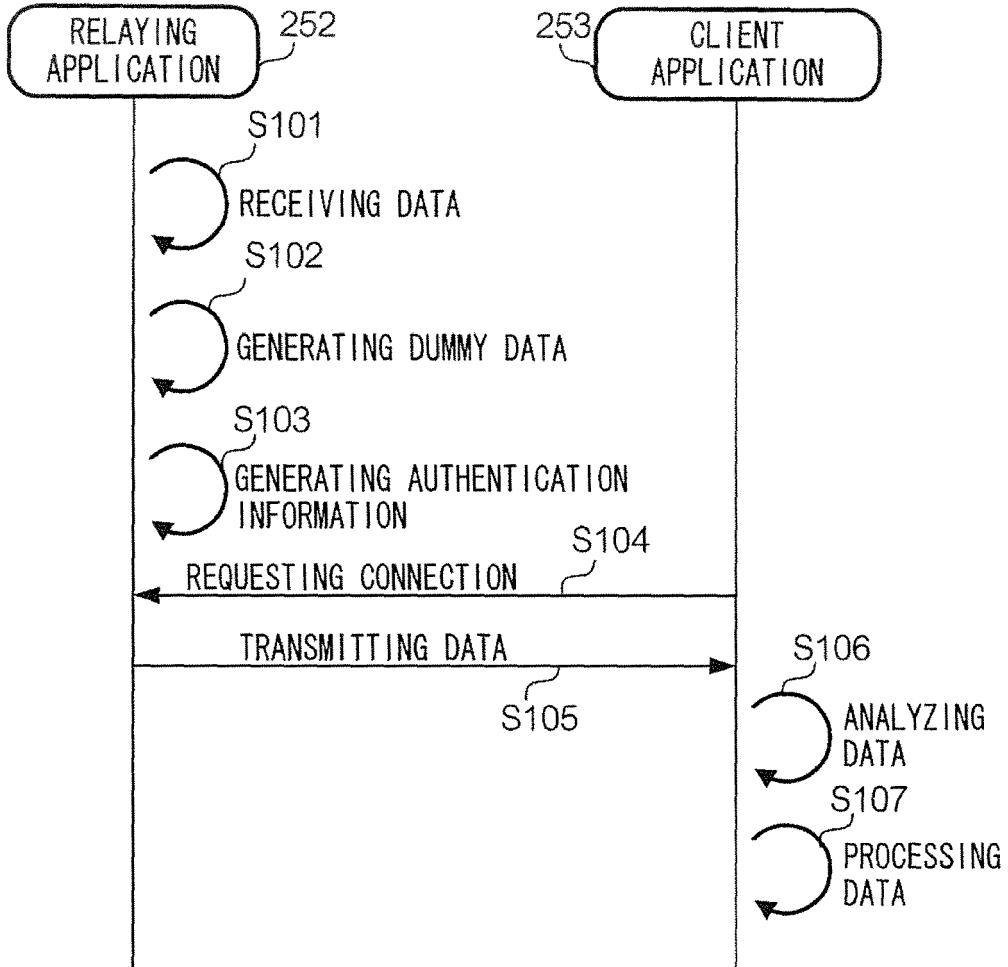 RELAYING
APPLICATION
252
253
CLIENT
APPLICATION
S101
RECEIVING DATA
S102
GENERATING DUMMY DATA
S103
GENERATING AUTHENTICATION
INFORMATION
S104
REQUESTING CONNECTION
TRANSMITTING DATA
S105
S106
ANALYZING
DATA
S107
PROCESSING
DATA